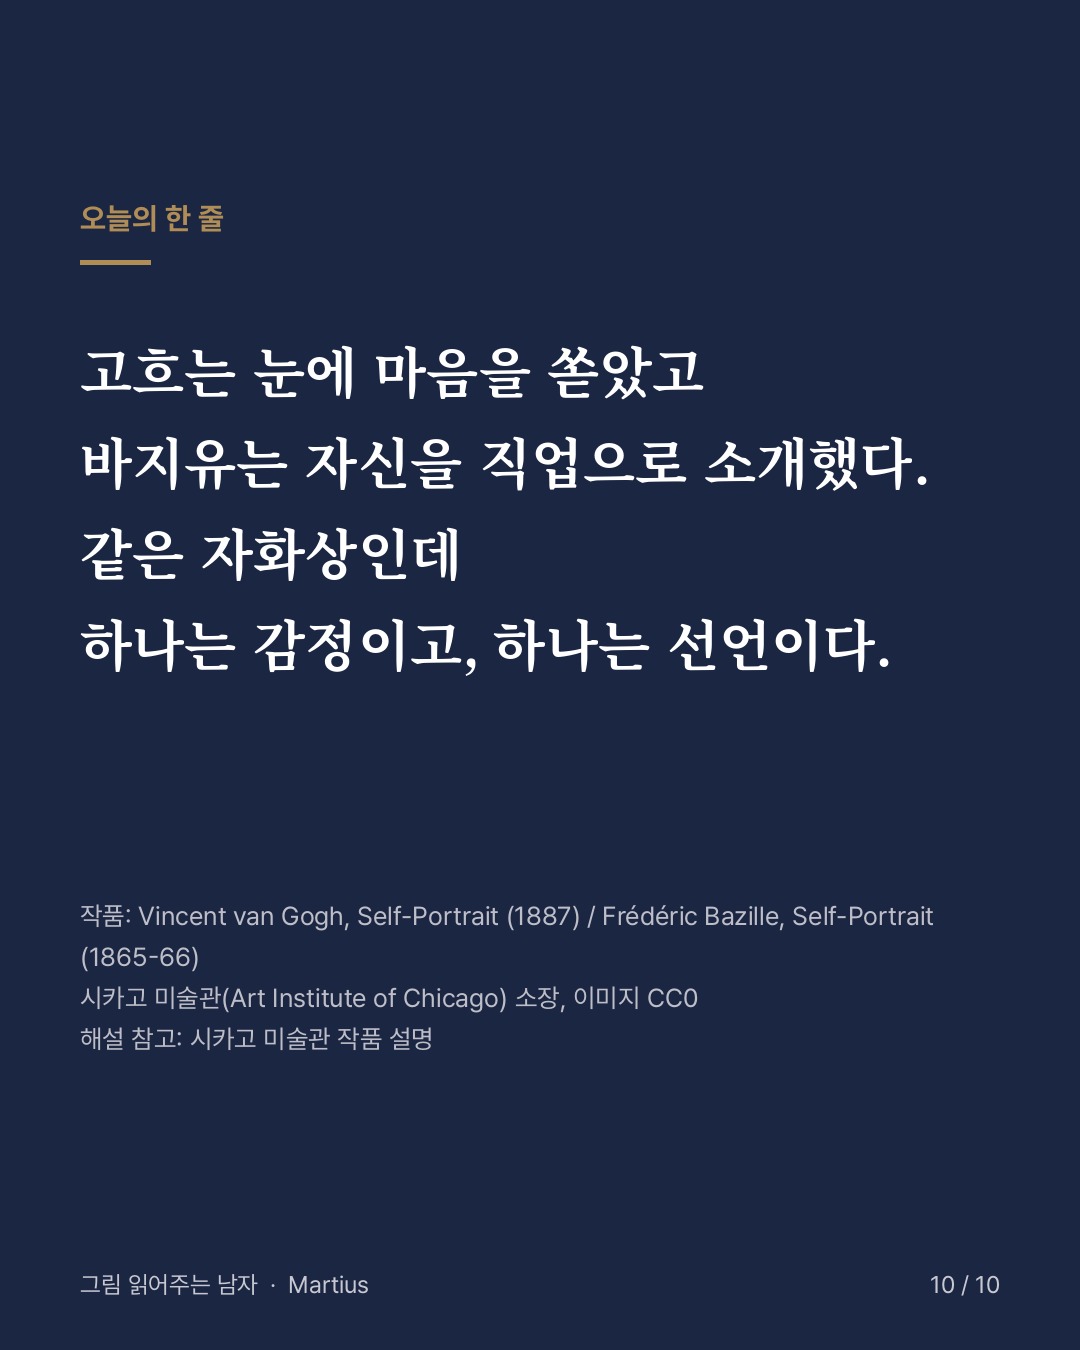 오늘의 한 줄
고흐는 눈에 마음을 쏟았고
바지유는 자신을 직업으로 소개했다.
같은 자화상인데
하나는 감정이고, 하나는 선언이다.
작품: Vincent van Gogh, Self-Portrait (1887) / Frédéric Bazille, Self-Portrait
(1865-66)
시카고 미술관(Art Institute of Chicago) 소장, 이미지 CC0
해설 참고: 시카고 미술관 작품 설명
그림 읽어주는 남자 · Martius
10 / 10